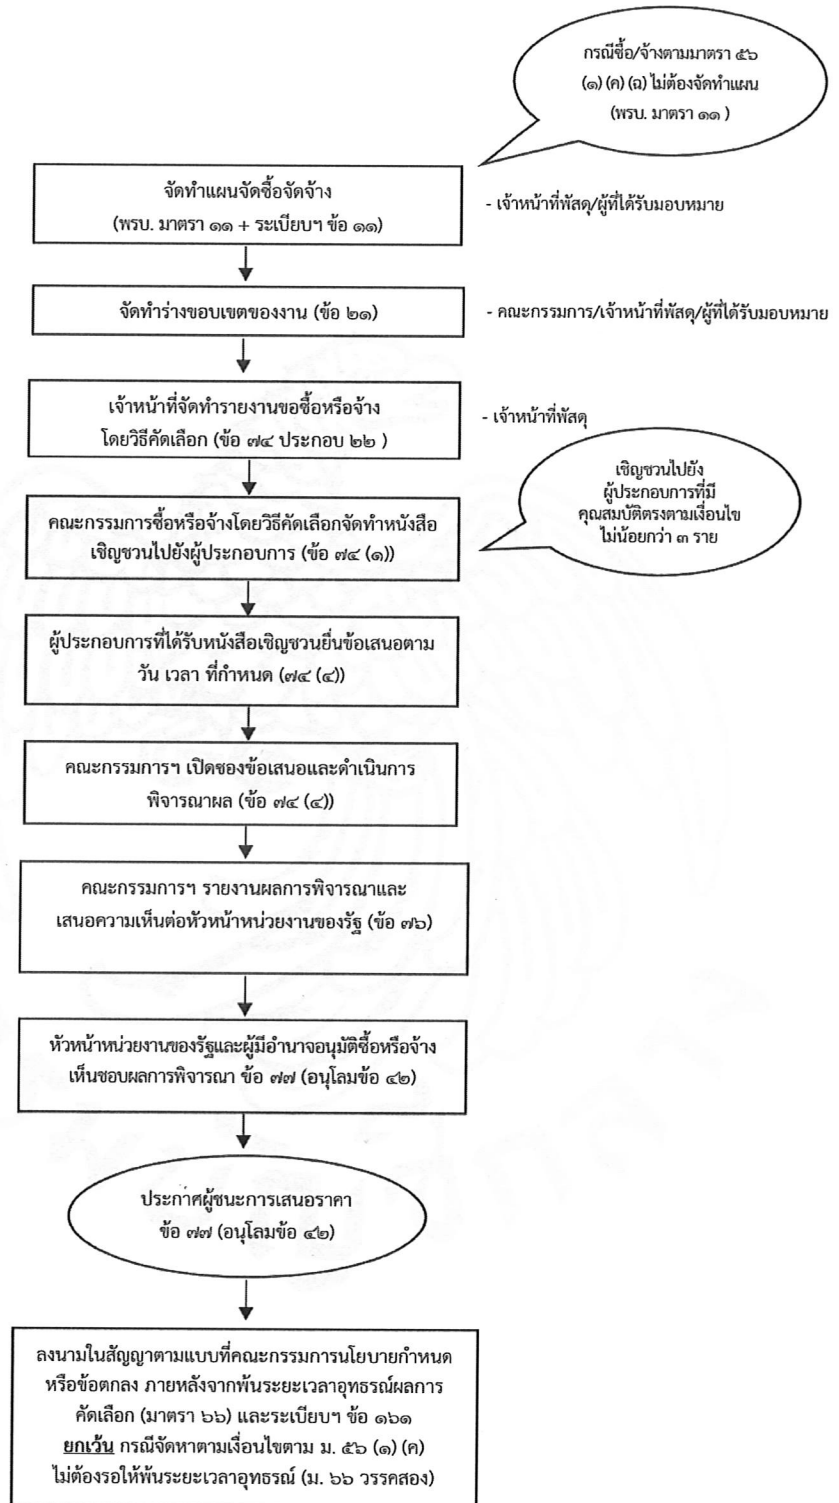 กรณีซื้อ/จ้างตามมาตรา ๕๖
(๑) (ค) (ฉ) ไม่ต้องจัดทำแผน
(พรบ. มาตรา ๑๑ )
จัดทำแผนจัดซื้อจัดจ้าง
(พรบ. มาตรา ๑๑ + ระเบียบฯ ข้อ ๑๑)
- เจ้าหน้าที่พัสดุ/ผู้ที่ได้รับมอบหมาย
จัดทำร่างขอบเขตของงาน (ข้อ ๒๑)
- คณะกรรมการ/เจ้าหน้าที่พัสดุ/ผู้ที่ได้รับมอบหมาย
เจ้าหน้าที่จัดทำรายงานขอซื้อหรือจ้าง
โดยวิธีคัดเลือก (ข้อ ๗๔ ประกอบ ๒๒ )
- เจ้าหน้าที่พัสดุ
เชิญชวนไปยัง
ผู้ประกอบการที่มี
คุณสมบัติตรงตามเงื่อนไข
ไม่น้อยกว่า ๓ ราย
คณะกรรมการซื้อหรือจ้างโดยวิธีคัดเลือกจัดทำหนังสือ
เชิญชวนไปยังผู้ประกอบการ (ข้อ ๗๔ (๑))
ผู้ประกอบการที่ได้รับหนังสือเชิญชวนยื่นข้อเสนอตาม
วัน เวลา ที่กำหนด (๗๔ (๔))
คณะกรรมการฯ เปิดซองข้อเสนอและดำเนินการ
พิจารณาผล (ข้อ ๗๔ (๔))
คณะกรรมการฯ รายงานผลการพิจารณาและ
เสนอความเห็นต่อหัวหน้าหน่วยงานของรัฐ (ข้อ ๗๖)
หัวหน้าหน่วยงานของรัฐและผู้มีอำนาจอนุมัติซื้อหรือจ้าง
เห็นชอบผลการพิจารณา ข้อ ๗๗ (อนุโลมข้อ ๔๒)
ประกาศผู้ชนะการเสนอราคา
ข้อ ๗๗ (อนุโลมข้อ ๔๒)
ลงนามในสัญญาตามแบบที่คณะกรรมการนโยบายกำหนด
หรือข้อตกลง ภายหลังจากพ้นระยะเวลาอุทธรณ์ผลการ
คัดเลือก (มาตรา ๖๖) และระเบียบฯ ข้อ ๑๖๑
ยกเว้น กรณีจัดหาตามเงื่อนไขตาม ม. ๕๖ (๑) (ค)
ไม่ต้องรอให้พ้นระยะเวลาอุทธรณ์ (ม. ๖๖ วรรคสอง)